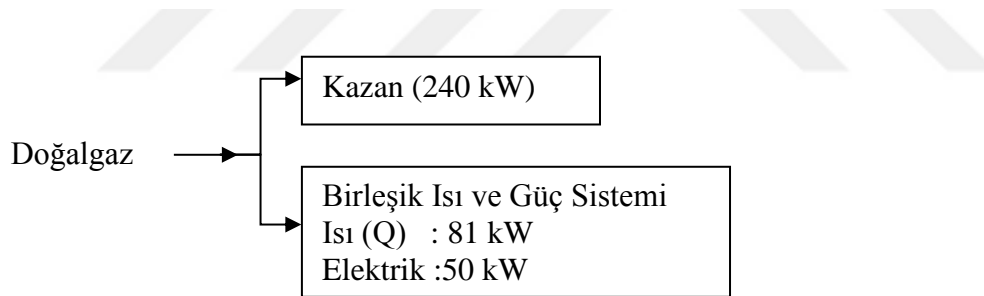 Kazan (240 kW)
Doğalgaz
Birleşik Isı ve Güç Sistemi
Isı (Q) : 81 kW
Elektrik :50 kW